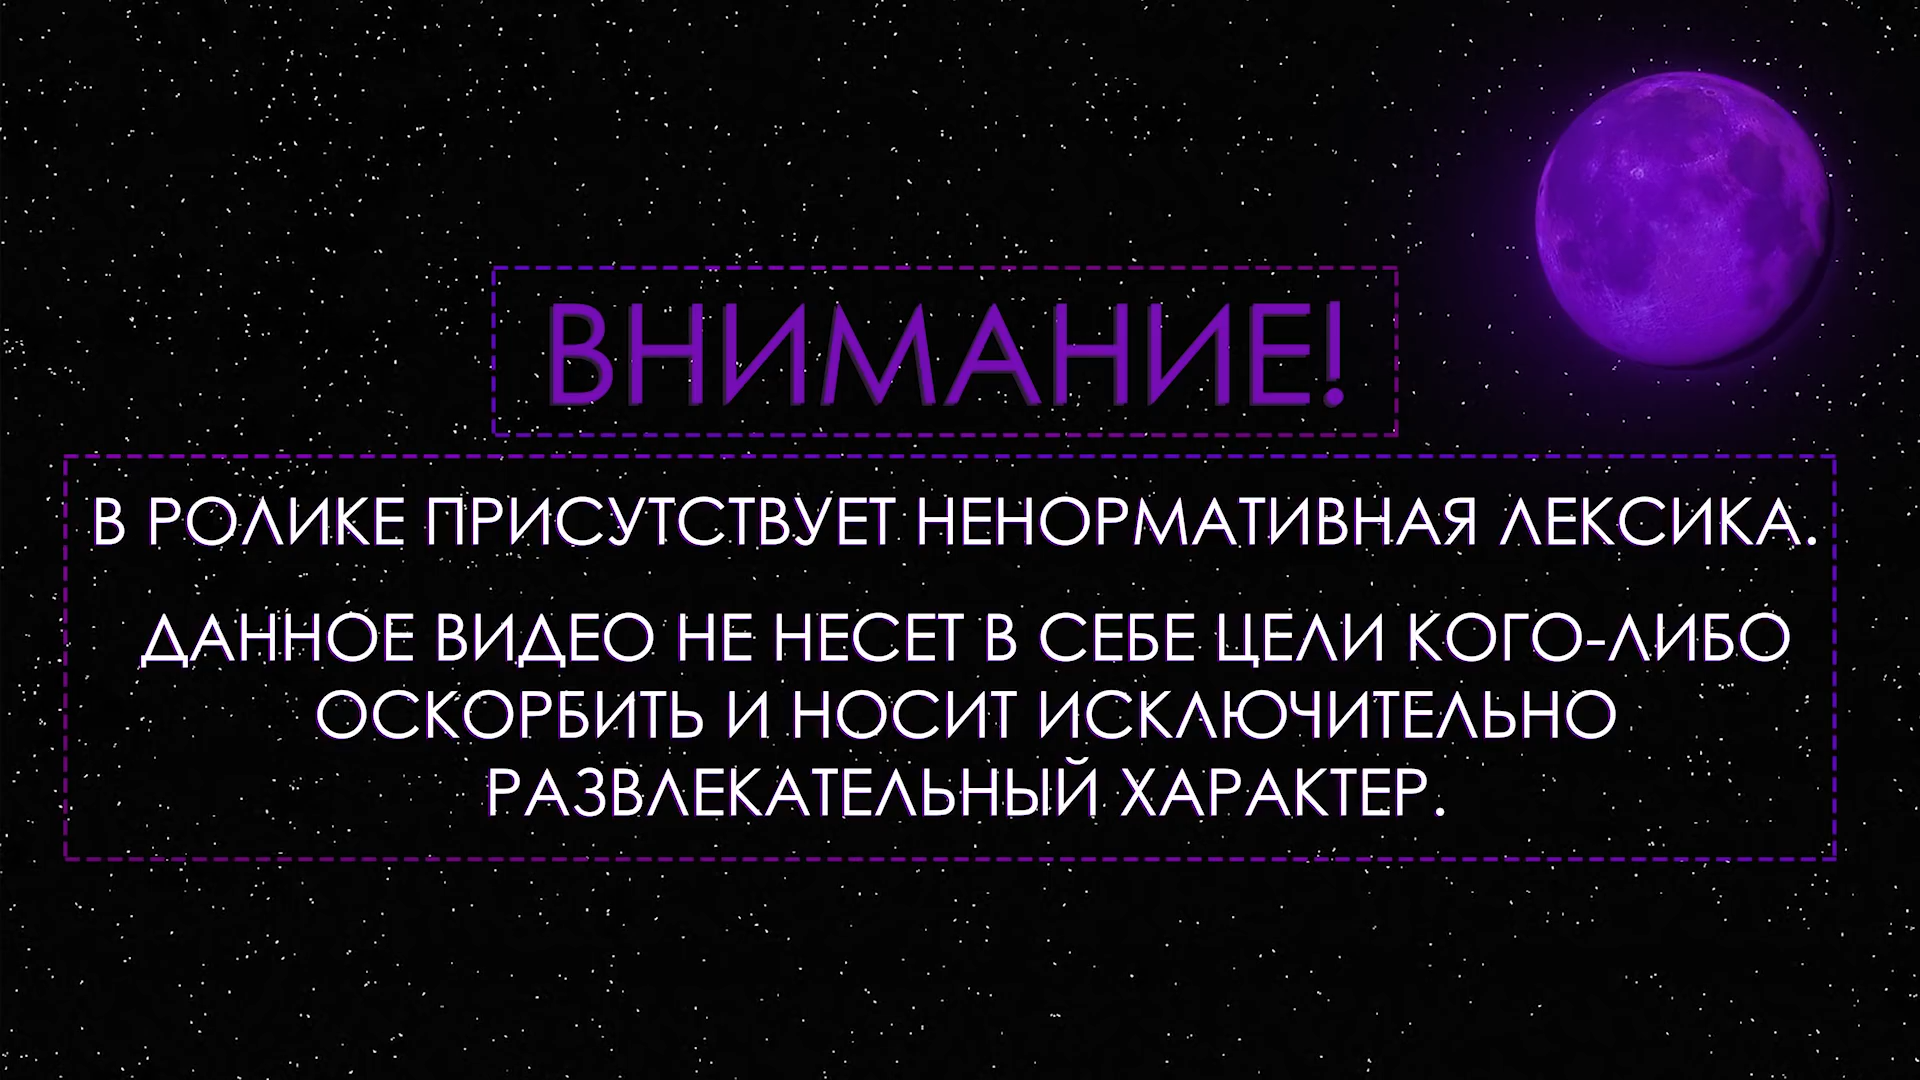 ВНИМАНИЕ!
В РОЛИКЕ ПРИСУТСТВУЕТ НЕНОРМАТИВНАЯ ЛЕКСИКА.
ДАННОЕ ВИДЕО НЕ НЕСЕТ В СЕБЕ ЦЕЛИ КОГО-ЛИБО
ОСКОРБИТЬ И НОСИТ ИСКЛЮЧИТЕЛЬНО
РАЗВЛЕКАТЕЛЬНЫЙ ХАРАКТЕР.